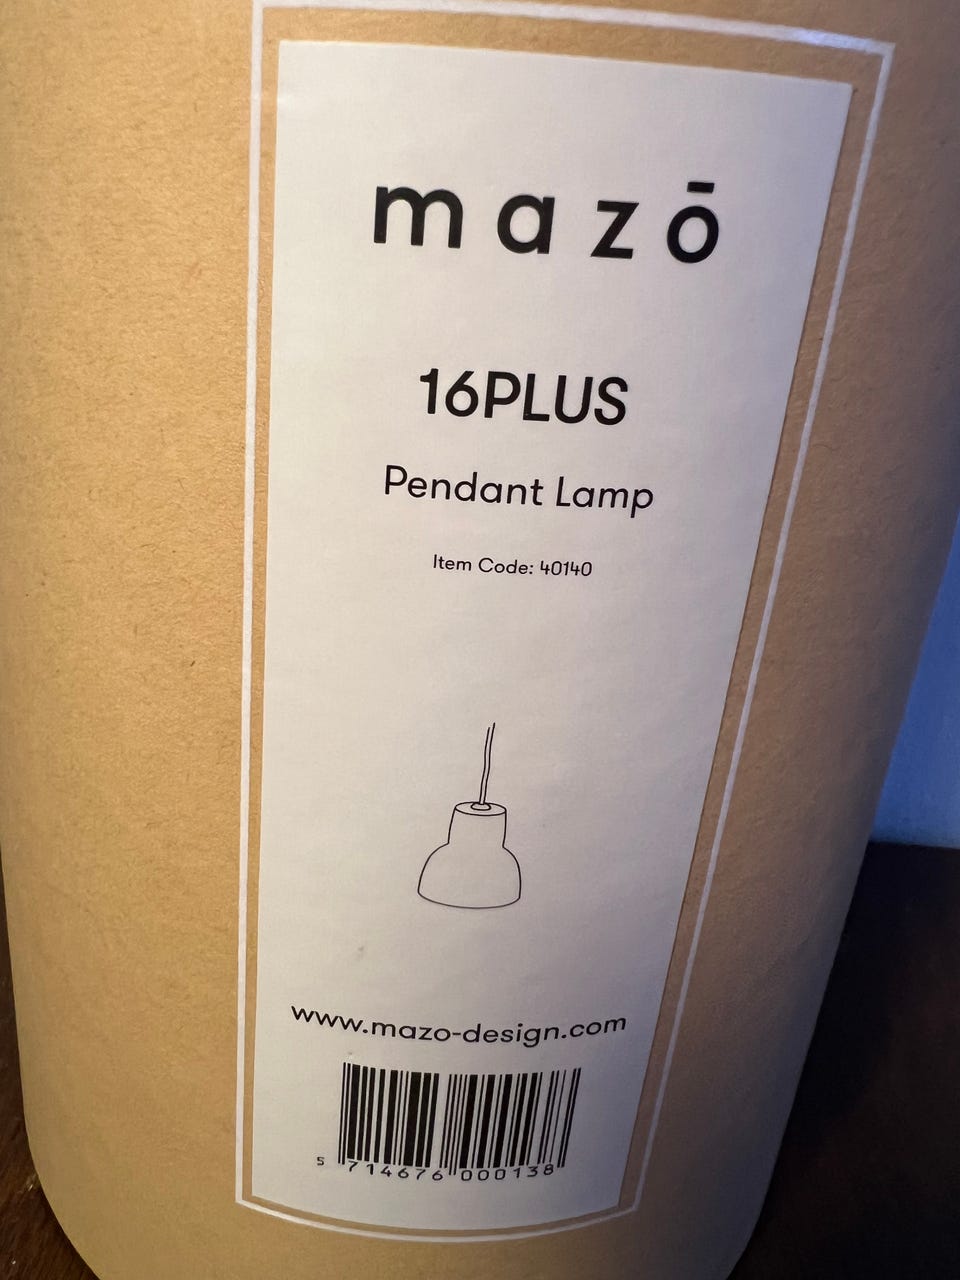 mazō
16PLUS
Pendant Lamp
Item Code: 40140
www.mazo-design.com
5 714676 000138